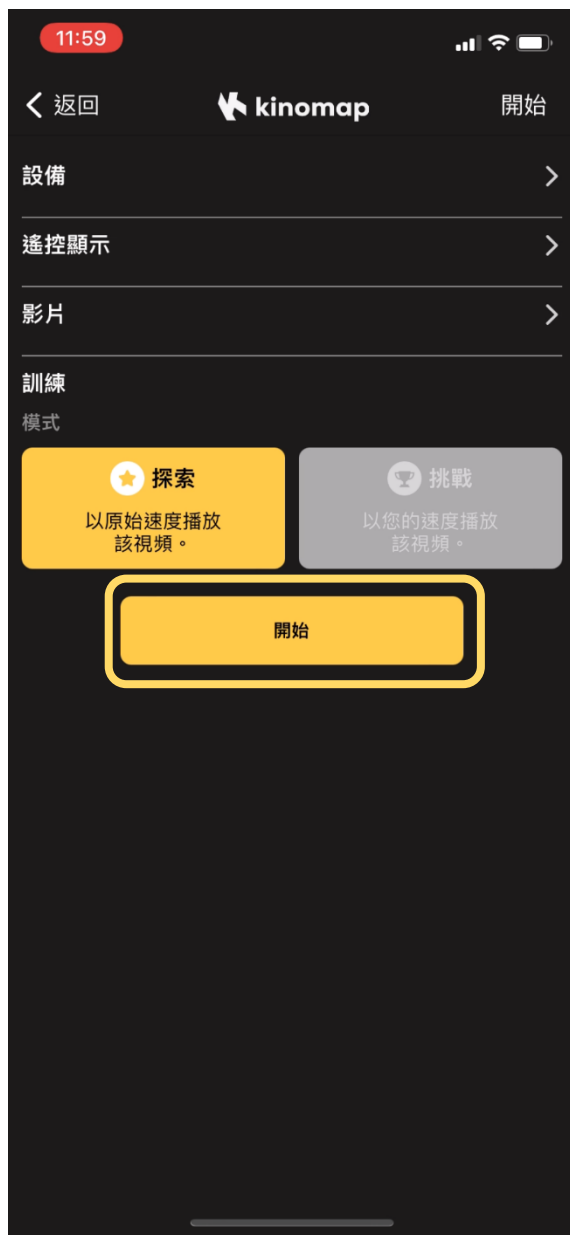 11:59
返回
kinomap
開始
設備
遙控顯示
影片
訓練
模式
探索
以原始速度播放
該視頻。
挑戰
以您的速度播放
該視頻。
開始